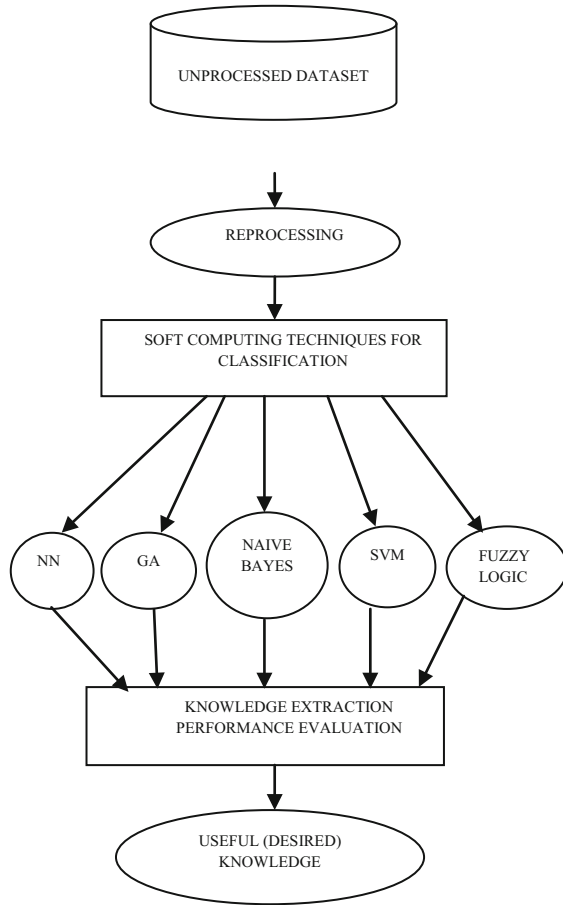 UNPROCESSED DATASET
REPROCESSING
SOFT COMPUTING TECHNIQUES FOR
CLASSIFICATION
NN
GA
NAIVE
BAYES
SVM
FUZZY
LOGIC
KNOWLEDGE EXTRACTION
PERFORMANCE EVALUATION
USEFUL (DESIRED)
KNOWLEDGE